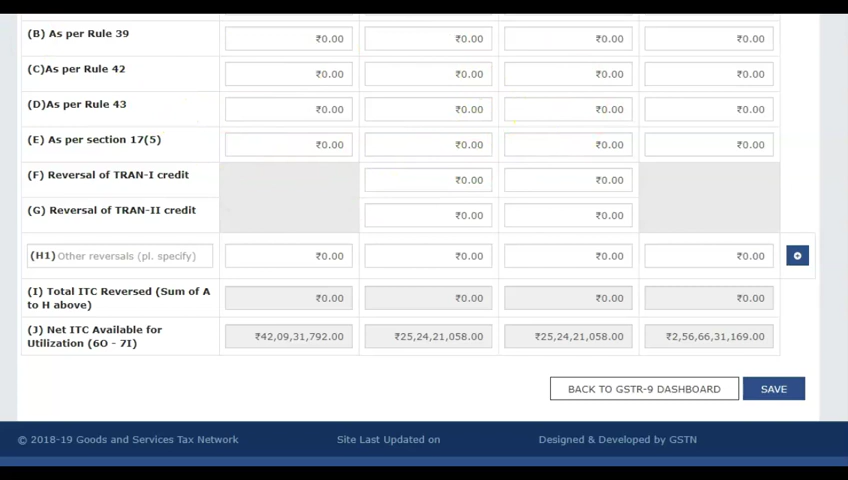 (B) As per Rule 39 ₹0.00 ₹0.00 ₹0.00 ₹0.00
(C)As per Rule 42 ₹0.00 ₹0.00 ₹0.00 ₹0.00
(D)As per Rule 43 ₹0.00 ₹0.00 ₹0.00 ₹0.00
(E) As per section 17(5) ₹0.00 ₹0.00 ₹0.00 ₹0.00
(F) Reversal of TRAN-I credit ₹0.00 ₹0.00
(G) Reversal of TRAN-II credit ₹0.00 ₹0.00
(H1) Other reversals (pl. specify) ₹0.00 ₹0.00 ₹0.00 ₹0.00
(I) Total ITC Reversed (Sum of A
to H above) ₹0.00 ₹0.00 ₹0.00 ₹0.00
(J) Net ITC Available for
Utilization (6O - 7I) ₹42,09,31,792.00 ₹25,24,21,058.00 ₹25,24,21,058.00 ₹2,56,66,31,169.00
BACK TO GSTR-9 DASHBOARD SAVE
© 2018-19 Goods and Services Tax Network Site Last Updated on Designed & Developed by GSTN